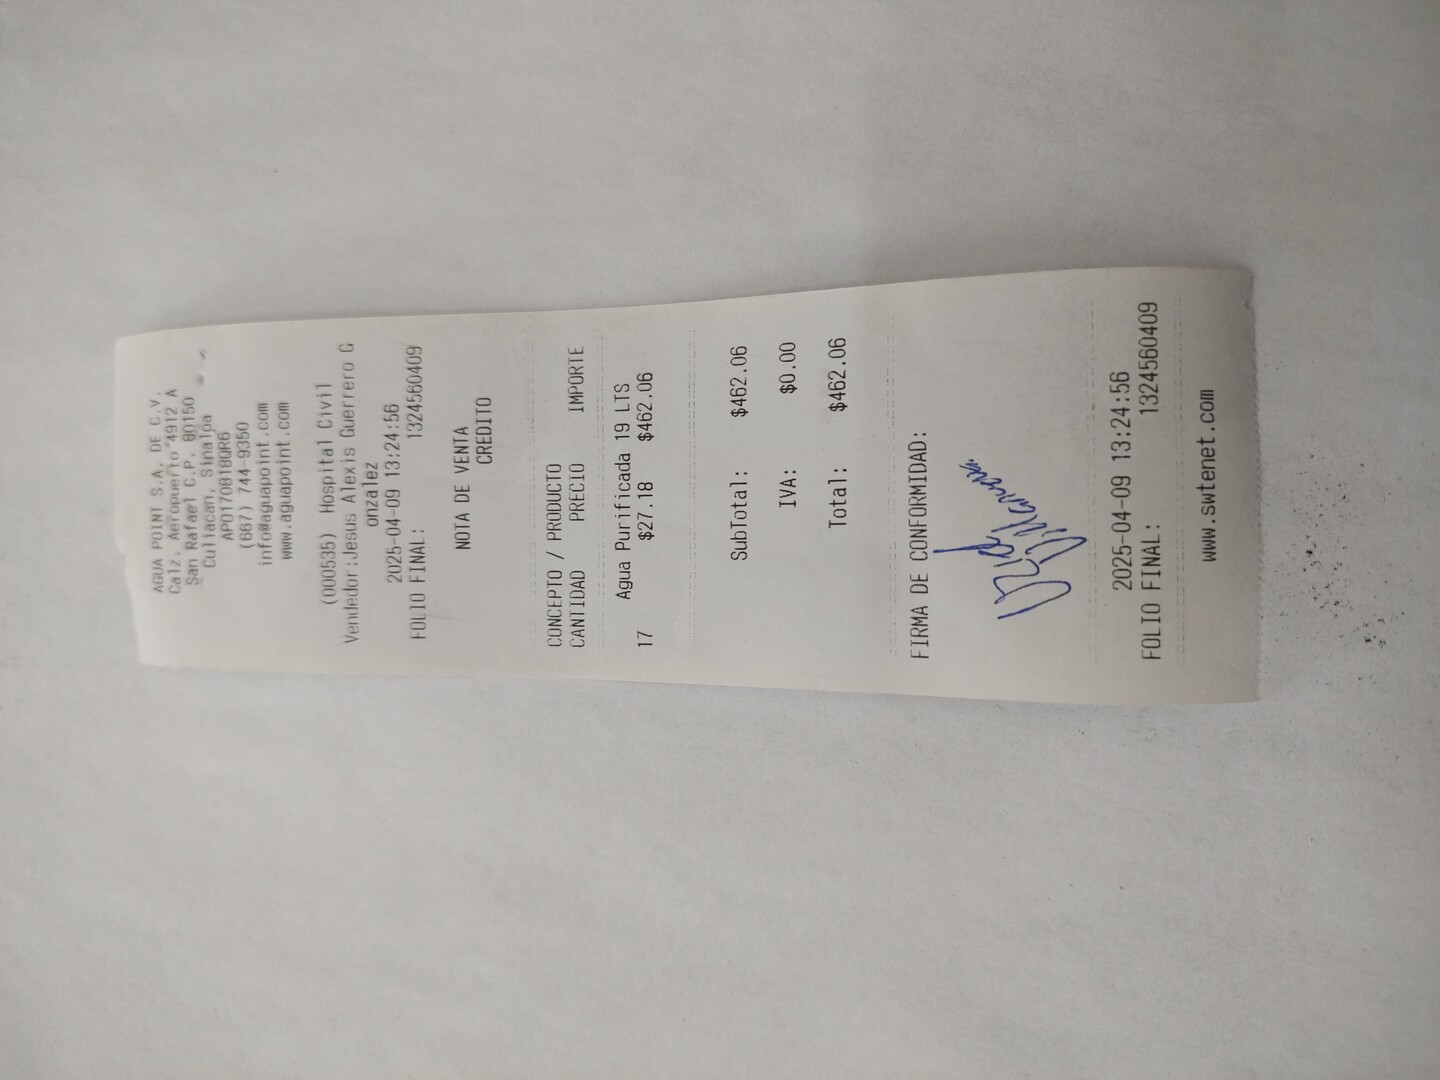 AGUA POINT S.A. DE C.V.
Calz. Aeropuerto 4912 A
San Rafael C.P. 80150
Culiacan, Sinaloa
APO170818QR6
(667) 744-9350
info@aguapoint.com
www.aguapoint.com
(000535) Hospital Civil
Vendedor:Jesus Alexis Guerrero G
onzalez
2025-04-09 13:24:56
FOLIO FINAL: 1324560409
NOTA DE VENTA
CREDITO
CONCEPTO / PRODUCTO
CANTIDAD PRECIO IMPORTE
Agua Purificada 19 LTS
17 $27.18 $462.06
SubTotal: $462.06
IVA: $0.00
Total: $462.06
FIRMA DE CONFORMIDAD:
2025-04-09 13:24:56
FOLIO FINAL: 1324560409
www.swtenet.com